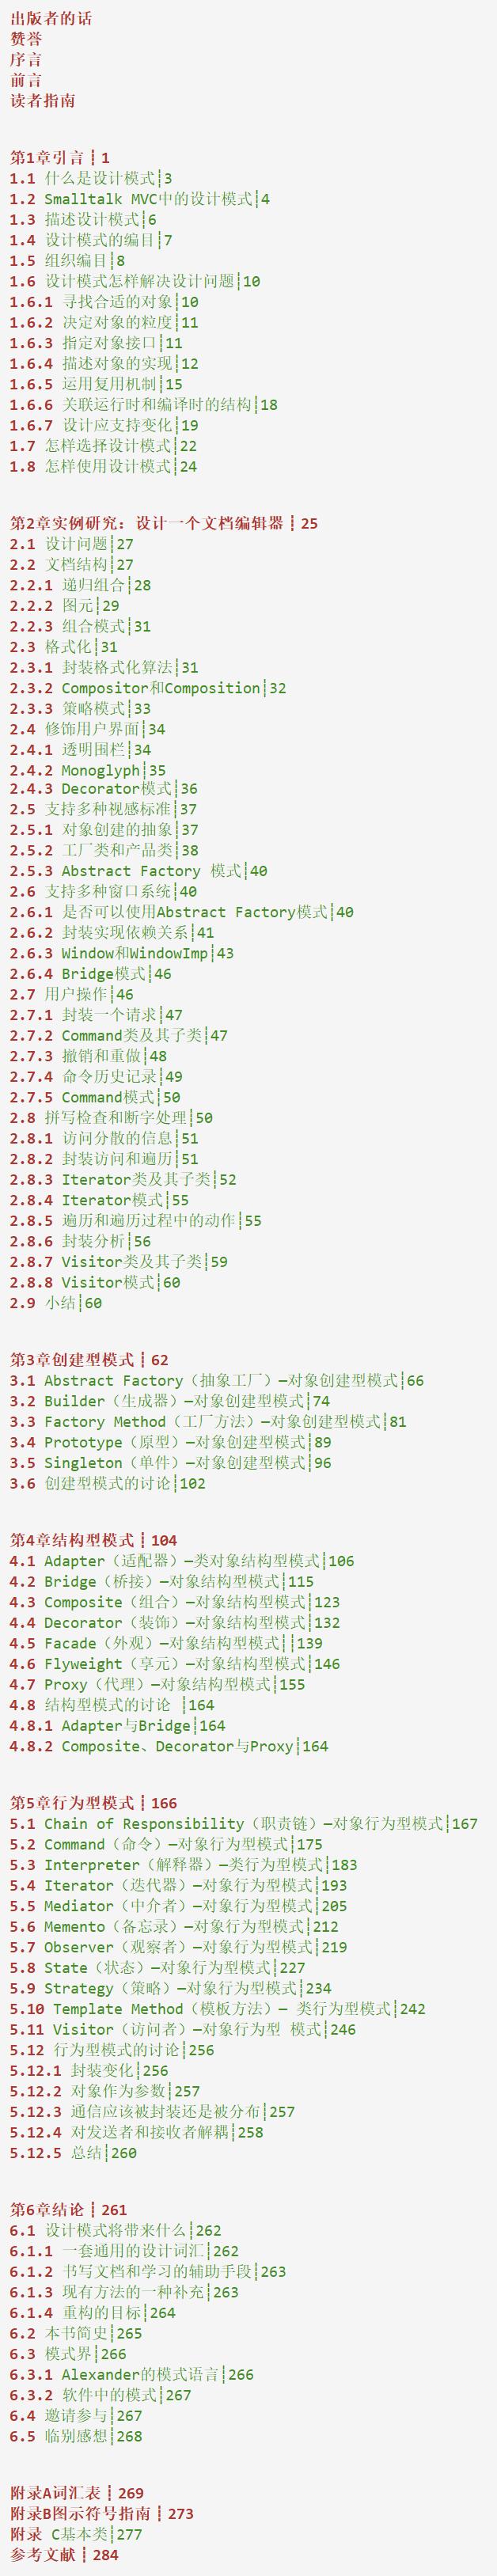 出版者的话
赞誉
序言
前言
读者指南
第1章引言┋1
1.1 什么是设计模式┋3
1.2 Smalltalk MVC中的设计模式┋4
1.3 描述设计模式┋6
1.4 设计模式的编目┋7
1.5 组织编目┋8
1.6 设计模式怎样解决设计问题┋10
1.6.1 寻找合适的对象┋10
1.6.2 决定对象的粒度┋11
1.6.3 指定对象接口┋11
1.6.4 描述对象的实现┋12
1.6.5 运用复用机制┋15
1.6.6 关联运行时和编译时的结构┋18
1.6.7 设计应支持变化┋19
1.7 怎样选择设计模式┋22
1.8 怎样使用设计模式┋24
第2章实例研究：设计一个文档编辑器┋25
2.1 设计问题┋27
2.2 文档结构┋27
2.2.1 递归组合┋28
2.2.2 图元┋29
2.2.3 组合模式┋31
2.3 格式化┋31
2.3.1 封装格式化算法┋31
2.3.2 Compositor和Composition┋32
2.3.3 策略模式┋33
2.4 修饰用户界面┋34
2.4.1 透明围栏┋34
2.4.2 Monoglyph┋35
2.4.3 Decorator模式┋36
2.5 支持多种视感标准┋37
2.5.1 对象创建的抽象┋37
2.5.2 工厂类和产品类┋38
2.5.3 Abstract Factory 模式┋40
2.6 支持多种窗口系统┋40
2.6.1 是否可以使用Abstract Factory模式┋40
2.6.2 封装实现依赖关系┋41
2.6.3 Window和WindowImp┋43
2.6.4 Bridge模式┋46
2.7 用户操作┋46
2.7.1 封装一个请求┋47
2.7.2 Command类及其子类┋47
2.7.3 撤销和重做┋48
2.7.4 命令历史记录┋49
2.7.5 Command模式┋50
2.8 拼写检查和断字处理┋50
2.8.1 访问分散的信息┋51
2.8.2 封装访问和遍历┋51
2.8.3 Iterator类及其子类┋52
2.8.4 Iterator模式┋55
2.8.5 遍历和遍历过程中的动作┋55
2.8.6 封装分析┋56
2.8.7 Visitor类及其子类┋59
2.8.8 Visitor模式┋60
2.9 小结┋60
第3章创建型模式┋62
3.1 Abstract Factory（抽象工厂）—对象创建型模式┋66
3.2 Builder（生成器）—对象创建型模式┋74
3.3 Factory Method（工厂方法）—对象创建型模式┋81
3.4 Prototype（原型）—对象创建型模式┋89
3.5 Singleton（单件）—对象创建型模式┋96
3.6 创建型模式的讨论┋102
第4章结构型模式┋104
4.1 Adapter（适配器）—类对象结构型模式┋106
4.2 Bridge（桥接）—对象结构型模式┋115
4.3 Composite（组合）—对象结构型模式┋123
4.4 Decorator（装饰）—对象结构型模式┋132
4.5 Facade（外观）—对象结构型模式┋┋139
4.6 Flyweight（享元）—对象结构型模式┋146
4.7 Proxy（代理）—对象结构型模式┋155
4.8 结构型模式的讨论 ┋164
4.8.1 Adapter与Bridge┋164
4.8.2 Composite、Decorator与Proxy┋164
第5章行为型模式┋166
5.1 Chain of Responsibility（职责链）—对象行为型模式┋167
5.2 Command（命令）—对象行为型模式┋175
5.3 Interpreter（解释器）—类行为型模式┋183
5.4 Iterator（迭代器）—对象行为型模式┋193
5.5 Mediator（中介者）—对象行为型模式┋205
5.6 Memento（备忘录）—对象行为型模式┋212
5.7 Observer（观察者）—对象行为型模式┋219
5.8 State（状态）—对象行为型模式┋227
5.9 Strategy（策略）—对象行为型模式┋234
5.10 Template Method（模板方法）— 类行为型模式┋242
5.11 Visitor（访问者）—对象行为型 模式┋246
5.12 行为型模式的讨论┋256
5.12.1 封装变化┋256
5.12.2 对象作为参数┋257
5.12.3 通信应该被封装还是被分布┋257
5.12.4 对发送者和接收者解耦┋258
5.12.5 总结┋260
第6章结论┋261
6.1 设计模式将带来什么┋262
6.1.1 一套通用的设计词汇┋262
6.1.2 书写文档和学习的辅助手段┋263
6.1.3 现有方法的一种补充┋263
6.1.4 重构的目标┋264
6.2 本书简史┋265
6.3 模式界┋266
6.3.1 Alexander的模式语言┋266
6.3.2 软件中的模式┋267
6.4 邀请参与┋267
6.5 临别感想┋268
附录A词汇表┋269
附录B图示符号指南┋273
附录 C基本类┋277
参考文献┋284